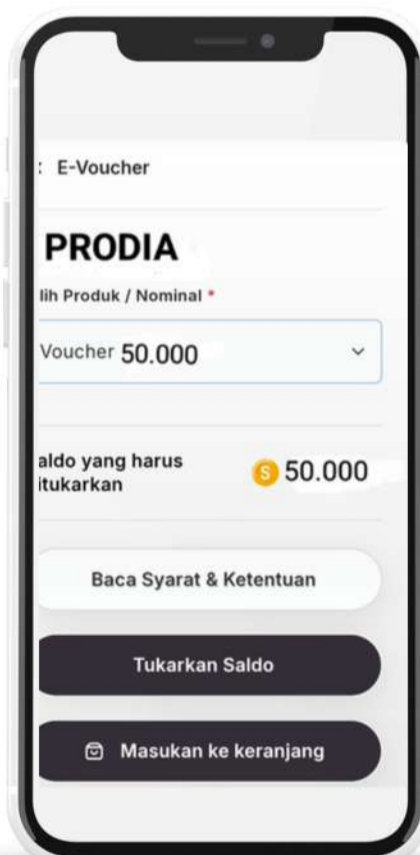 E-Voucher
PRODIA
lih Produk / Nominal *
Voucher 50.000
aldo yang harus
itukarkan
S 50.000
Baca Syarat & Ketentuan
Tukarkan Saldo
Masukan ke keranjang